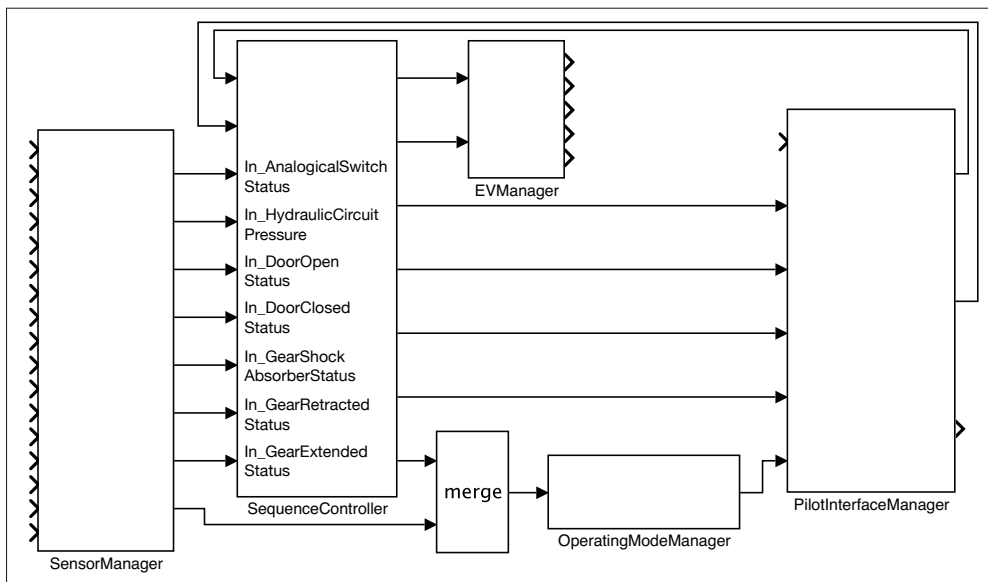 In_AnalogicalSwitch
Status
In_HydraulicCircuit
Pressure
In_DoorOpen
Status
In_DoorClosed
Status
In_GearShock
AbsorberStatus
In_GearRetracted
Status
In_GearExtended
Status
SequenceController
EVManager
merge
OperatingModeManager
PilotInterfaceManager
SensorManager